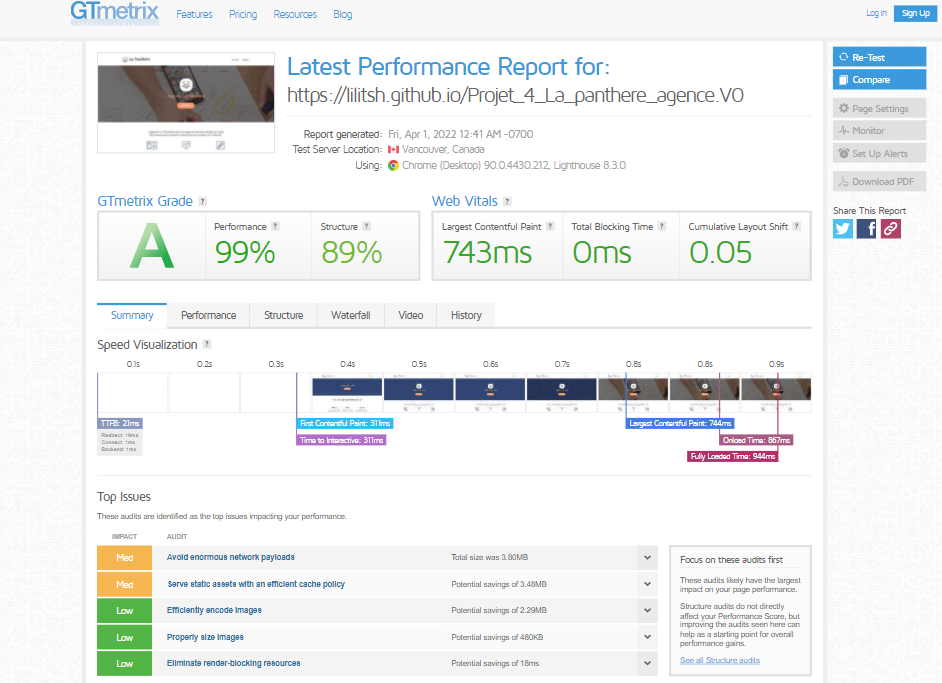 GTmetrix
Features Pricing Resources Blog
Log In Sign Up
Latest Performance Report for:
https://lilitsh.github.io/Projet_4_La_panthere_agence.V0
Report generated: Fri, Apr 1, 2022 12:41 AM -0700
Test Server Location: Vancouver, Canada
Using: Chrome (Desktop) 90.0.4430.212, Lighthouse 8.3.0
Re-Test
Compare
Page Settings
Monitor
Set Up Alerts
Download PDF
Share This Report
GTmetrix Grade ?
Web Vitals ?
A
Performance ?
99%
Structure ?
89%
Largest Contentful Paint ?
743ms
Total Blocking Time ?
0ms
Cumulative Layout Shift ?
0.05
Summary Performance Structure Waterfall Video History
Speed Visualization ?
0.1s 0.2s 0.3s 0.4s 0.5s 0.6s 0.7s 0.8s 0.8s 0.9s
TTFB: 21ms
Redirect: 19ms
Connect: 1ms
Backend: 1ms
First Contentful Paint: 311ms
Time to Interactive: 311ms
Largest Contentful Paint: 744ms
Onload Time: 867ms
Fully Loaded Time: 944ms
Top Issues
These audits are identified as the top issues impacting your performance.
IMPACT AUDIT
Med Avoid enormous network payloads Total size was 3.80MB
Med Serve static assets with an efficient cache policy Potential savings of 3.48MB
Low Efficiently encode images Potential savings of 2.29MB
Low Properly size images Potential savings of 480KB
Low Eliminate render-blocking resources Potential savings of 18ms
Focus on these audits first
These audits likely have the largest
impact on your page performance.
Structure audits do not directly
affect your Performance Score, but
improving the audits seen here can
help as a starting point for overall
performance gains.
See all Structure audits